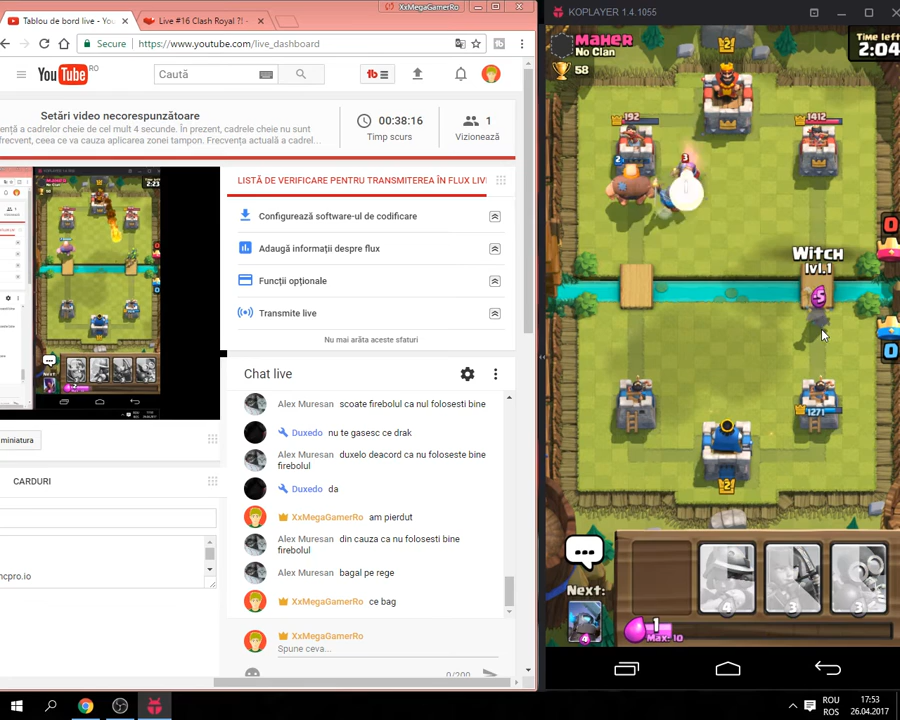 Tablou de bord live - You
Live #16 Clash Royal ?! -
XxMegaGamerRo
KOPLAYER 1.4.1055
Secure
https://www.youtube.com/live_dashboard
YouTube RO
Caută
Setări video necorespunzătoare
ență a cadrelor cheie de cel mult 4 secunde. În prezent, cadrele cheie nu sunt
frecvent, ceea ce va cauza aplicarea zonei tampon. Frecvența actuală a cadrel...
00:38:16
Timp scurs
1
Vizionează
LISTĂ DE VERIFICARE PENTRU TRANSMITEREA ÎN FLUX LIV
Configurează software-ul de codificare
Adaugă informații despre flux
Funcții opționale
Transmite live
Nu mai arăta aceste sfaturi
miniatura
CARDURI
ncpro.io
Chat live
Alex Muresan scoate firebolul ca nul folosesti bine
Duxedo nu te gasesc ce drak
Alex Muresan duxelo deacord ca nu foloseste bine
firebolul
Duxedo da
XxMegaGamerRo am pierdut
Alex Muresan din cauza ca nu folosesti bine
firebolul
Alex Muresan bagal pe rege
XxMegaGamerRo ce bag
XxMegaGamerRo
Spune ceva...
0/200
Maher
No Clan
58
Time left
2:04
192
1412
2
3
Witch
lvl.1
-5
0
0
1271
2
Next:
4
4
3
3
1
Max: 10
ROU
ROS
17:53
26.04.2017